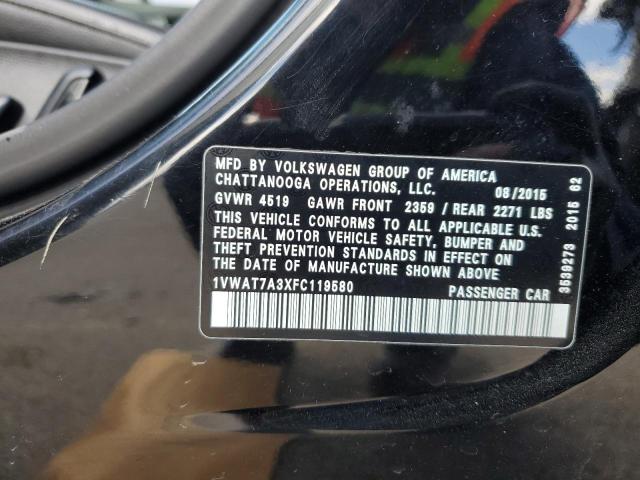 MFD BY VOLKSWAGEN GROUP OF AMERICA
CHATTANOOGA OPERATIONS, LLC. 08/2015
GVWR 4519 GAWR FRONT 2359 / REAR 2271 LBS
THIS VEHICLE CONFORMS TO ALL APPLICABLE U.S.
FEDERAL MOTOR VEHICLE SAFETY, BUMPER AND
THEFT PREVENTION STANDARDS IN EFFECT ON
THE DATE OF MANUFACTURE SHOWN ABOVE
1VWAT7A3XFC119580 PASSENGER CAR
3539273 2015 62